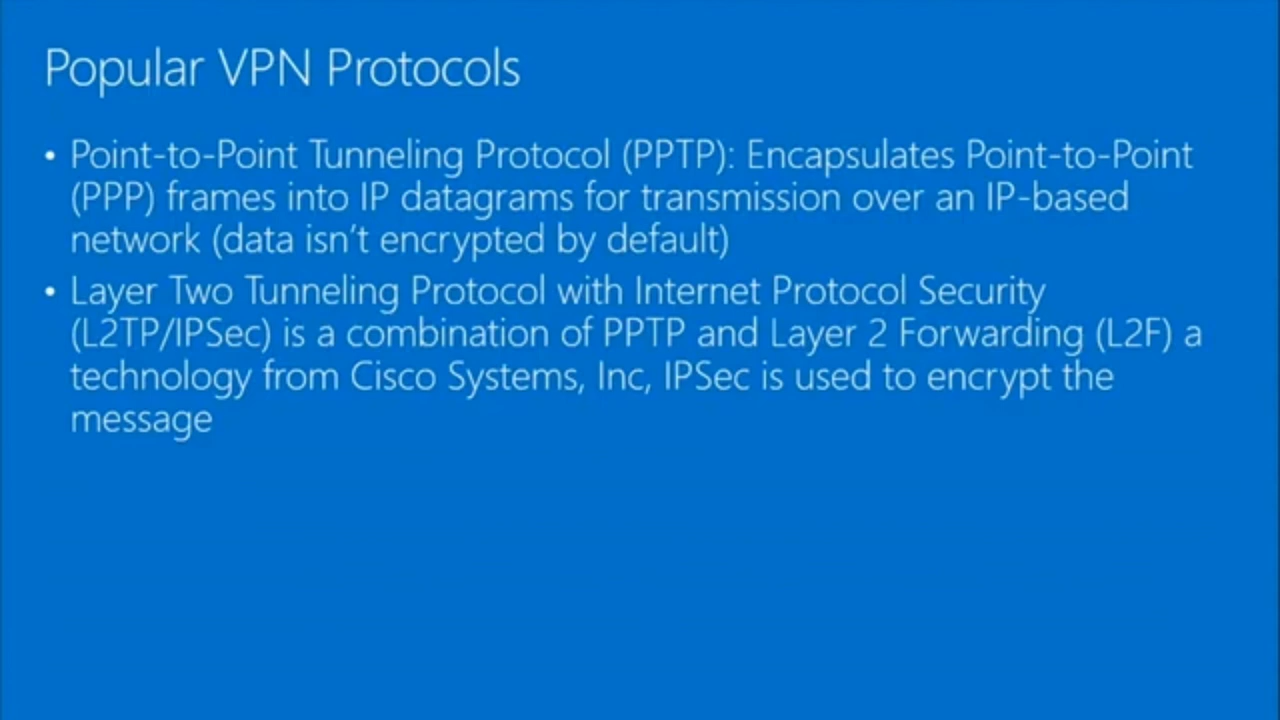 Popular VPN Protocols
• Point-to-Point Tunneling Protocol (PPTP): Encapsulates Point-to-Point
(PPP) frames into IP datagrams for transmission over an IP-based
network (data isn't encrypted by default)
• Layer Two Tunneling Protocol with Internet Protocol Security
(L2TP/IPSec) is a combination of PPTP and Layer 2 Forwarding (L2F) a
technology from Cisco Systems, Inc, IPSec is used to encrypt the
message